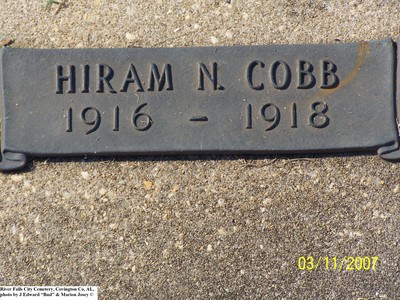 HIRAM N. COBB
1916 - 1918
03/11/2007
River Falls City Cemetery, Covington Co, AL,
photo by J Edward "Bud" & Marion Josey ©